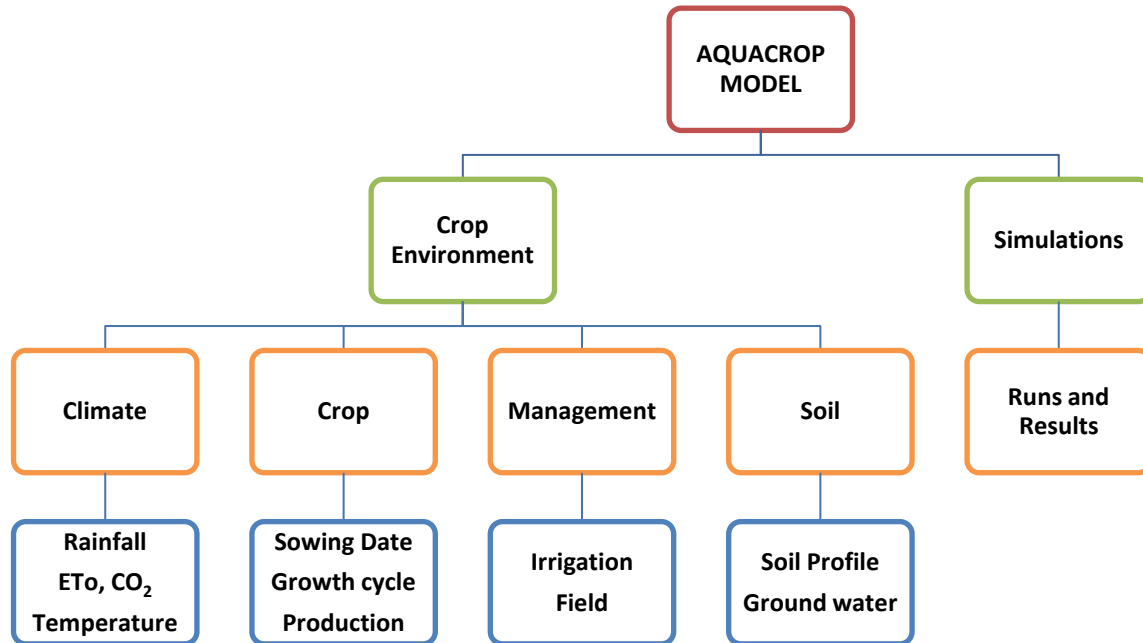 AQUACROP
MODEL
Crop
Environment
Simulations
Climate
Crop
Management
Soil
Runs and
Results
Rainfall
ETo, CO₂
Temperature
Sowing Date
Growth cycle
Production
Irrigation
Field
Soil Profile
Ground water